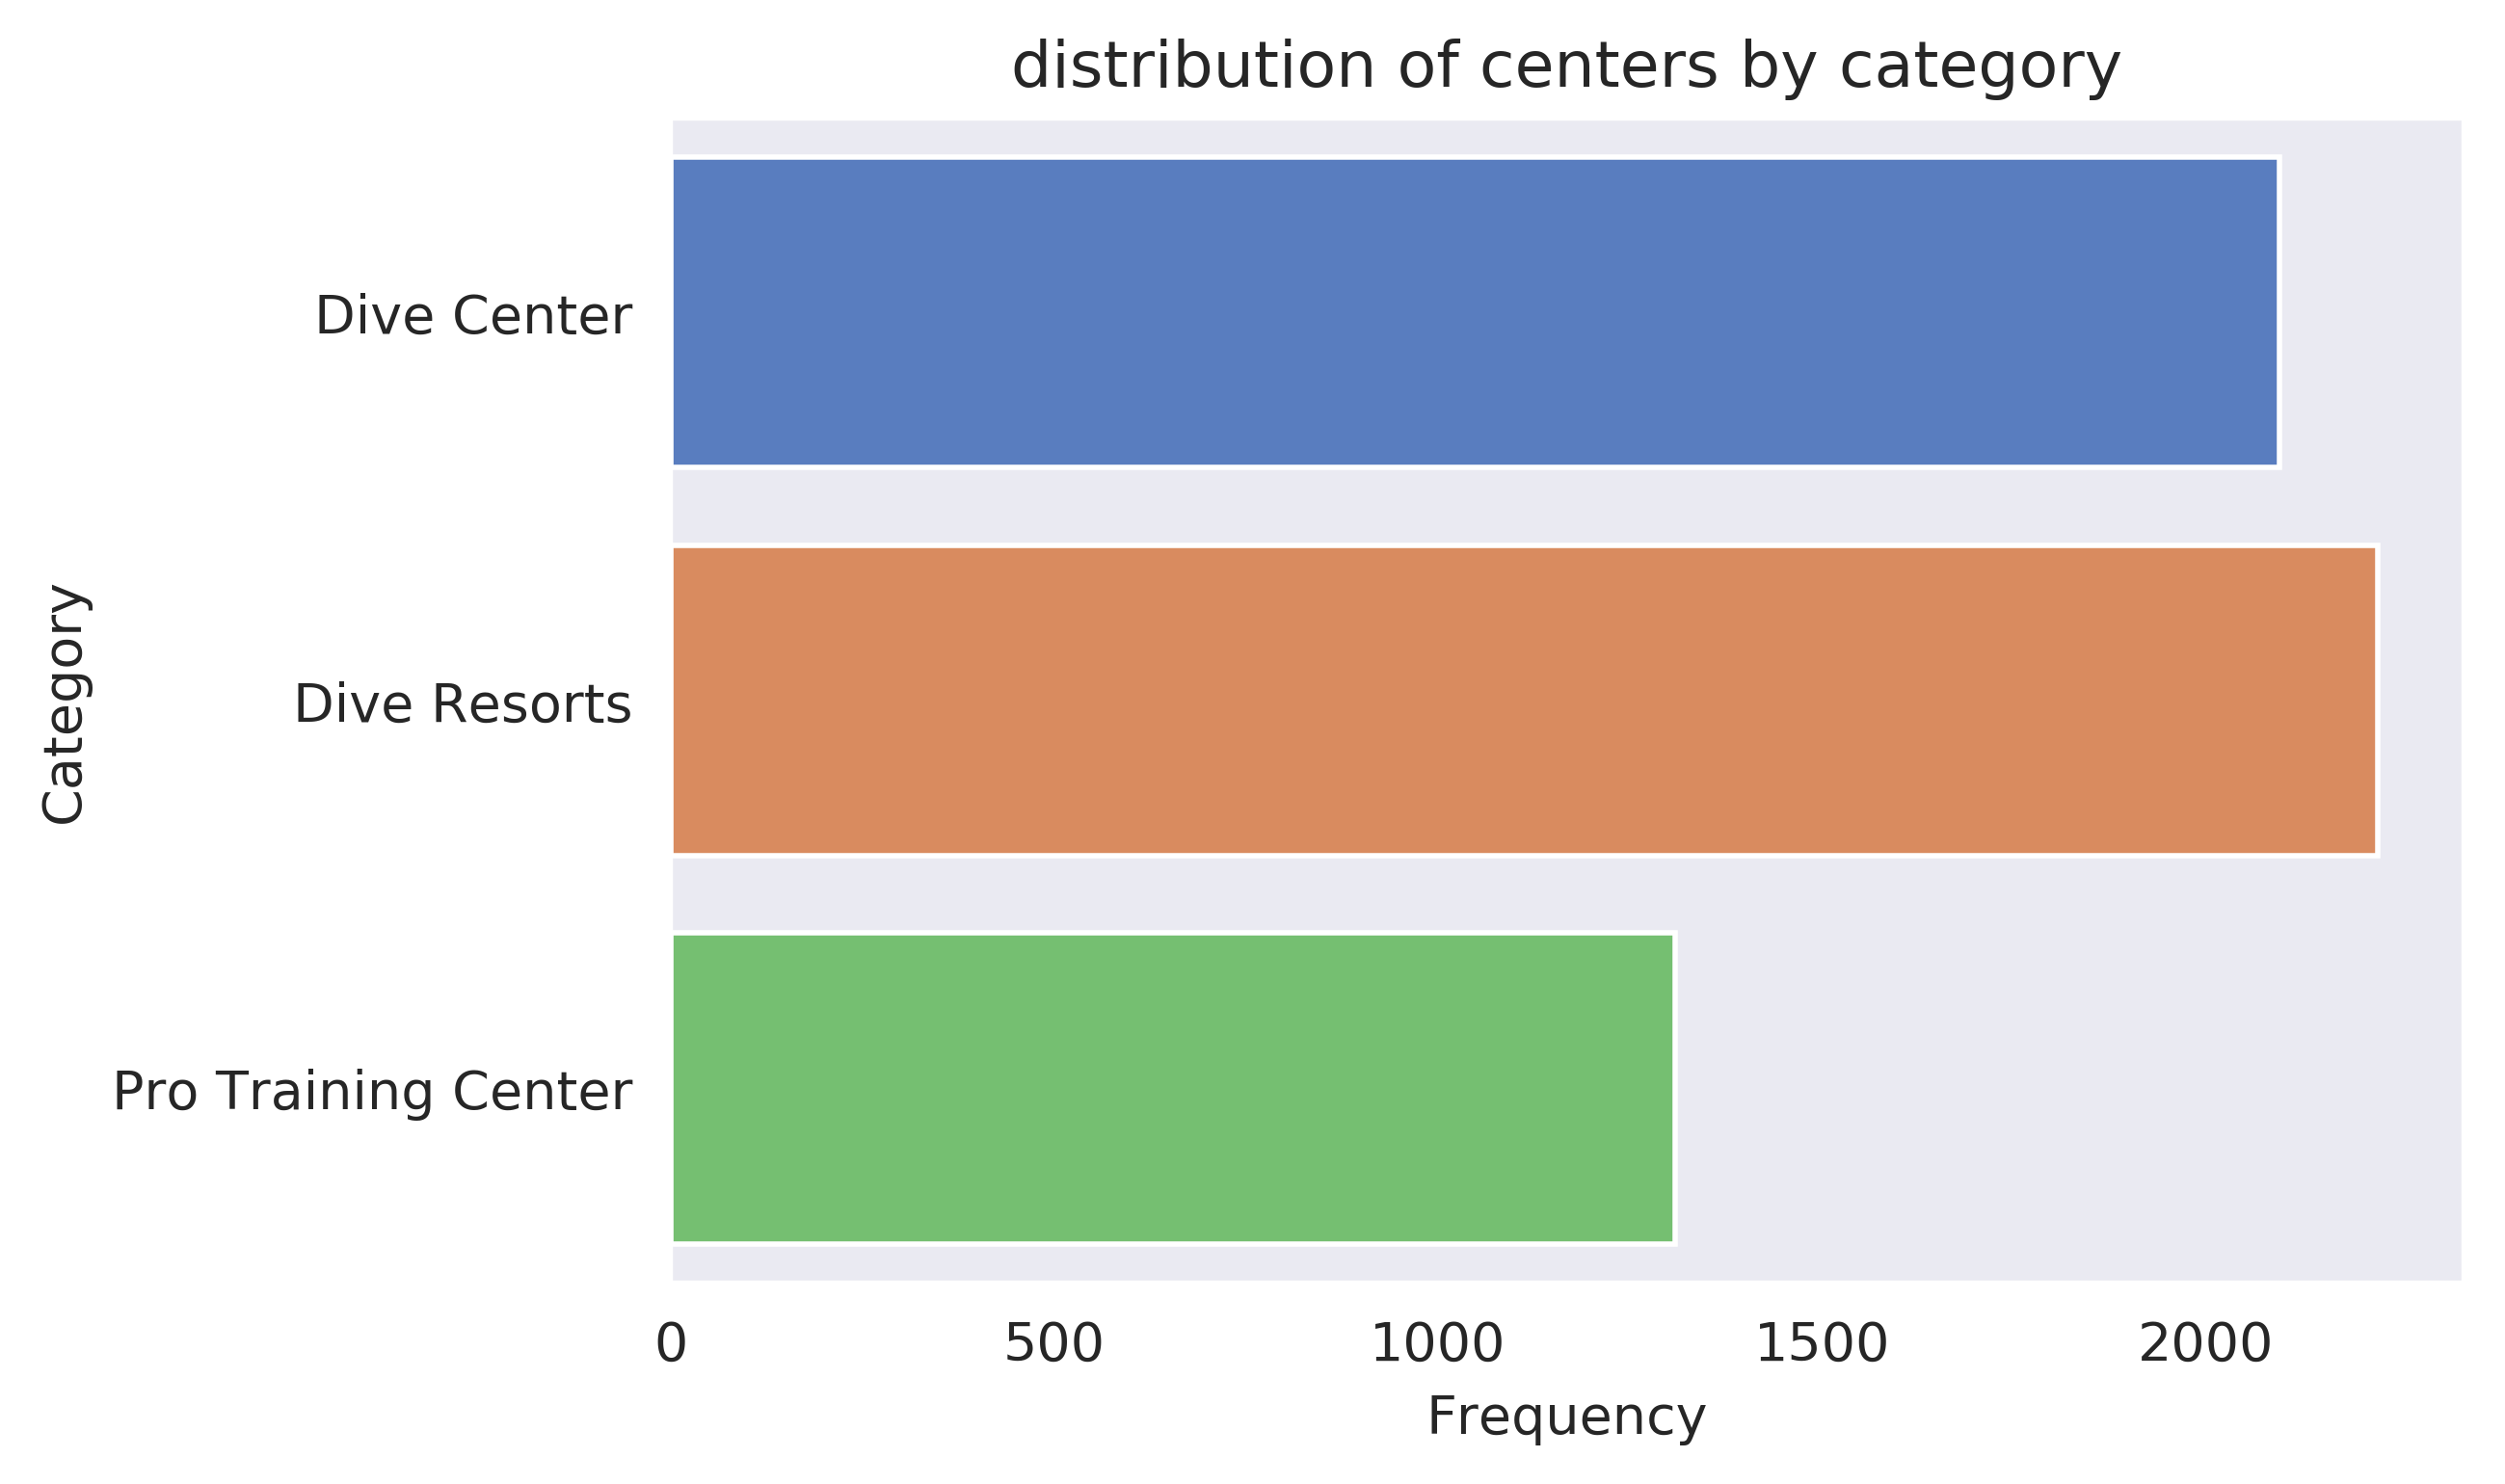 distribution of centers by category
Category
Dive Center
Dive Resorts
Pro Training Center
0 500 1000 1500 2000
Frequency